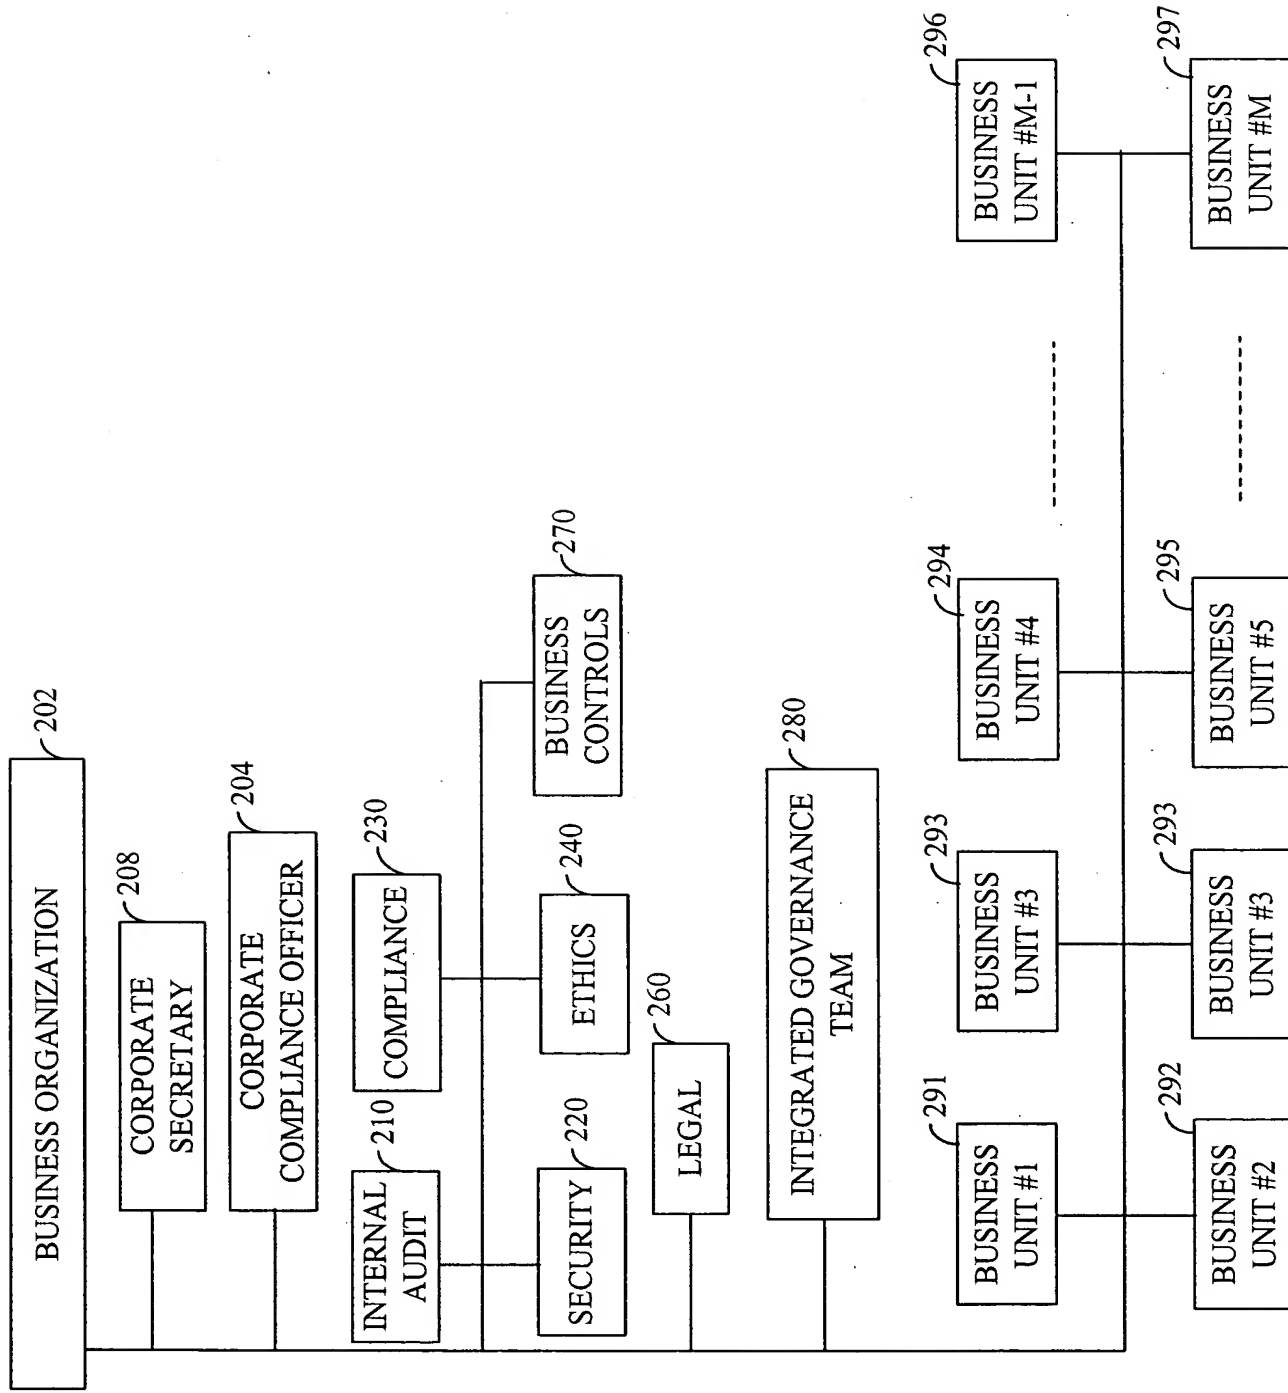 BUSINESS ORGANIZATION
202
CORPORATE
SECRETARY
208
CORPORATE
COMPLIANCE OFFICER
204
INTERNAL
AUDIT
210
COMPLIANCE
230
SECURITY
220
ETHICS
240
BUSINESS
CONTROLS
270
LEGAL
260
INTEGRATED GOVERNANCE
TEAM
280
BUSINESS
UNIT #1
291
BUSINESS
UNIT #3
293
BUSINESS
UNIT #4
294
BUSINESS
UNIT #M-1
296
BUSINESS
UNIT #2
292
BUSINESS
UNIT #3
293
BUSINESS
UNIT #5
295
BUSINESS
UNIT #M
297